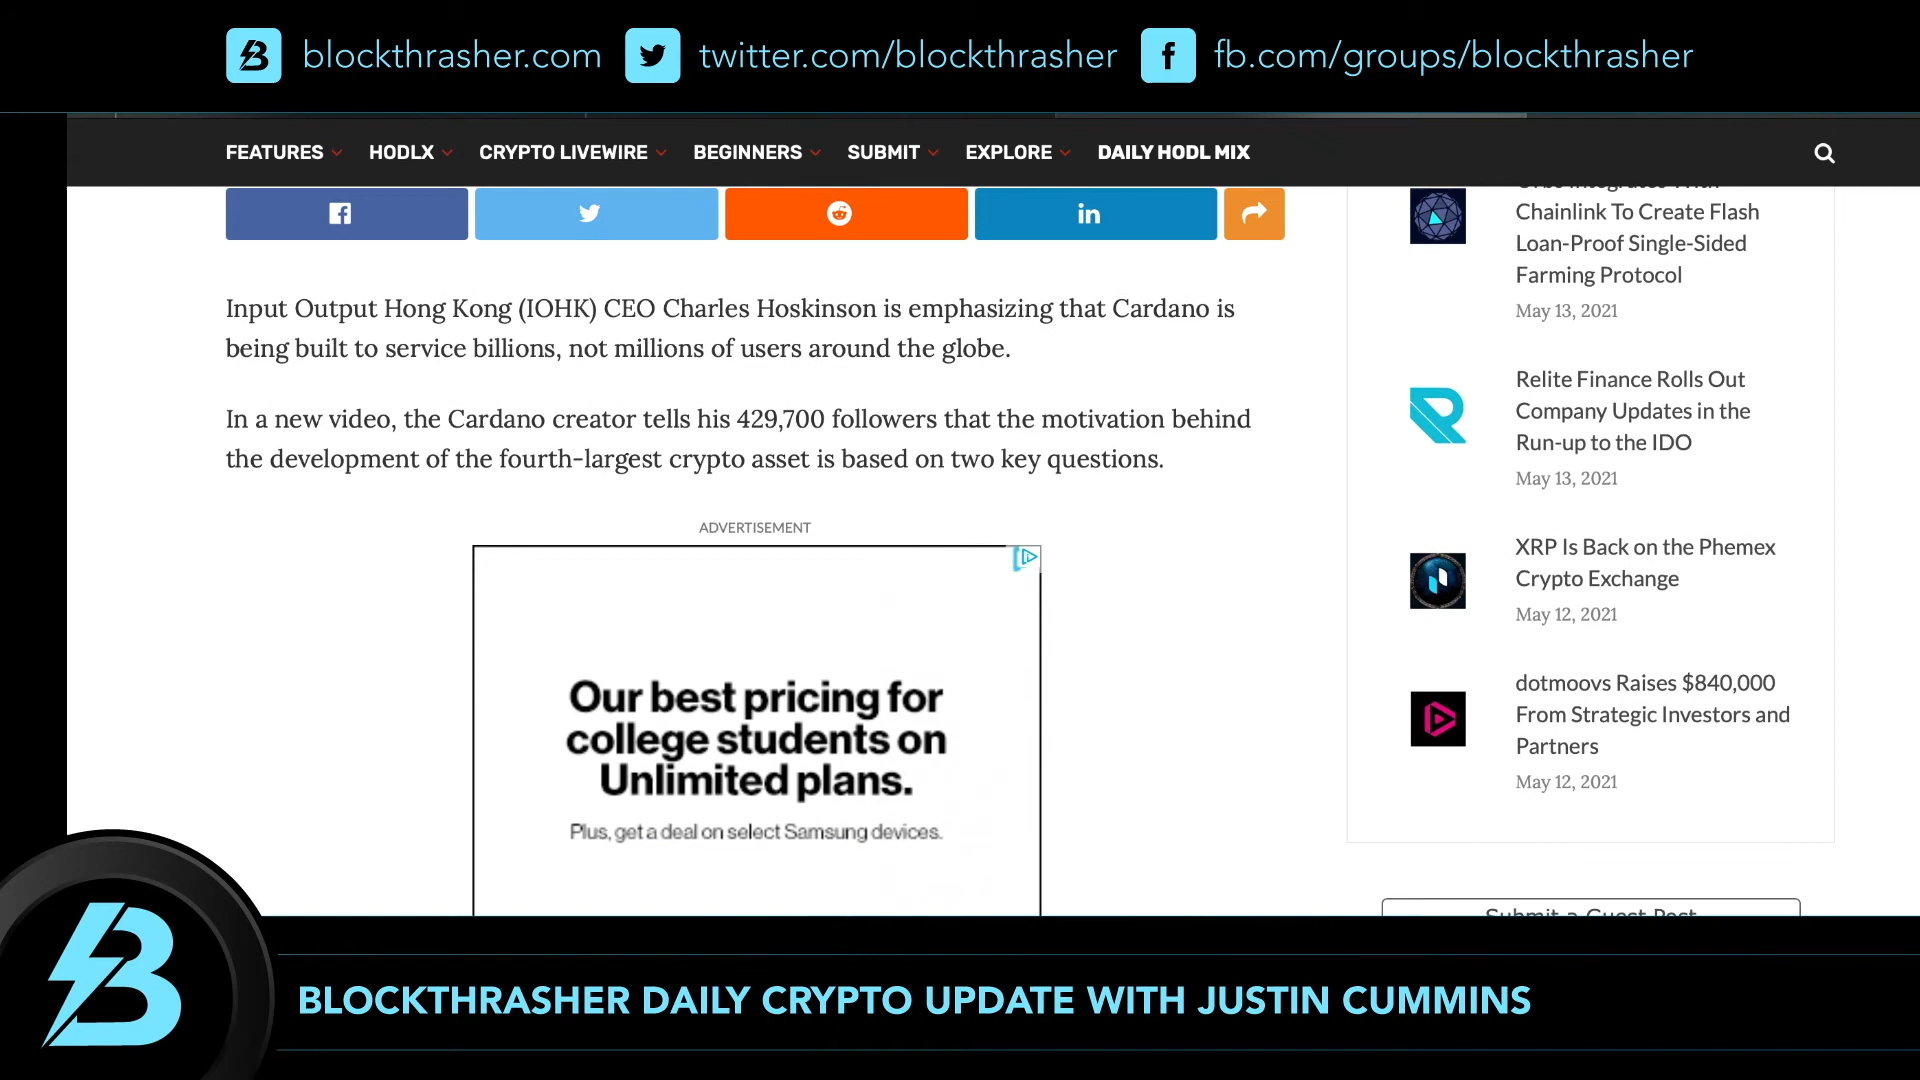 blockthrasher.com twitter.com/blockthrasher fb.com/groups/blockthrasher
FEATURES HODLX CRYPTO LIVEWIRE BEGINNERS SUBMIT EXPLORE DAILY HODL MIX
Input Output Hong Kong (IOHK) CEO Charles Hoskinson is emphasizing that Cardano is
being built to service billions, not millions of users around the globe.
In a new video, the Cardano creator tells his 429,700 followers that the motivation behind
the development of the fourth-largest crypto asset is based on two key questions.
ADVERTISEMENT
Our best pricing for
college students on
Unlimited plans.
Plus, get a deal on select Samsung devices.
Chainlink To Create Flash
Loan-Proof Single-Sided
Farming Protocol
May 13, 2021
Relite Finance Rolls Out
Company Updates in the
Run-up to the IDO
May 13, 2021
XRP Is Back on the Phemex
Crypto Exchange
May 12, 2021
dotmoovs Raises $840,000
From Strategic Investors and
Partners
May 12, 2021
Submit a Guest Post
BLOCKTHRASHER DAILY CRYPTO UPDATE WITH JUSTIN CUMMINS